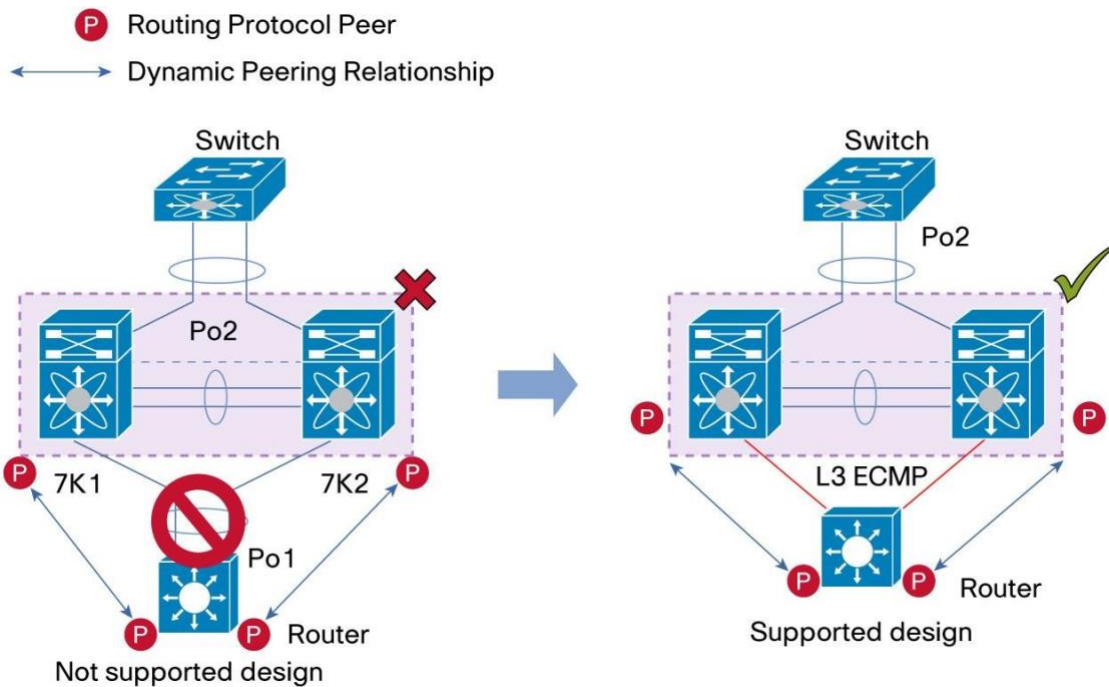 P Routing Protocol Peer
Dynamic Peering Relationship
Switch
Po2
P
P
7K1
7K2
Po1
P
P
Router
Not supported design
Switch
Po2
P
P
L3 ECMP
P
P
Router
Supported design